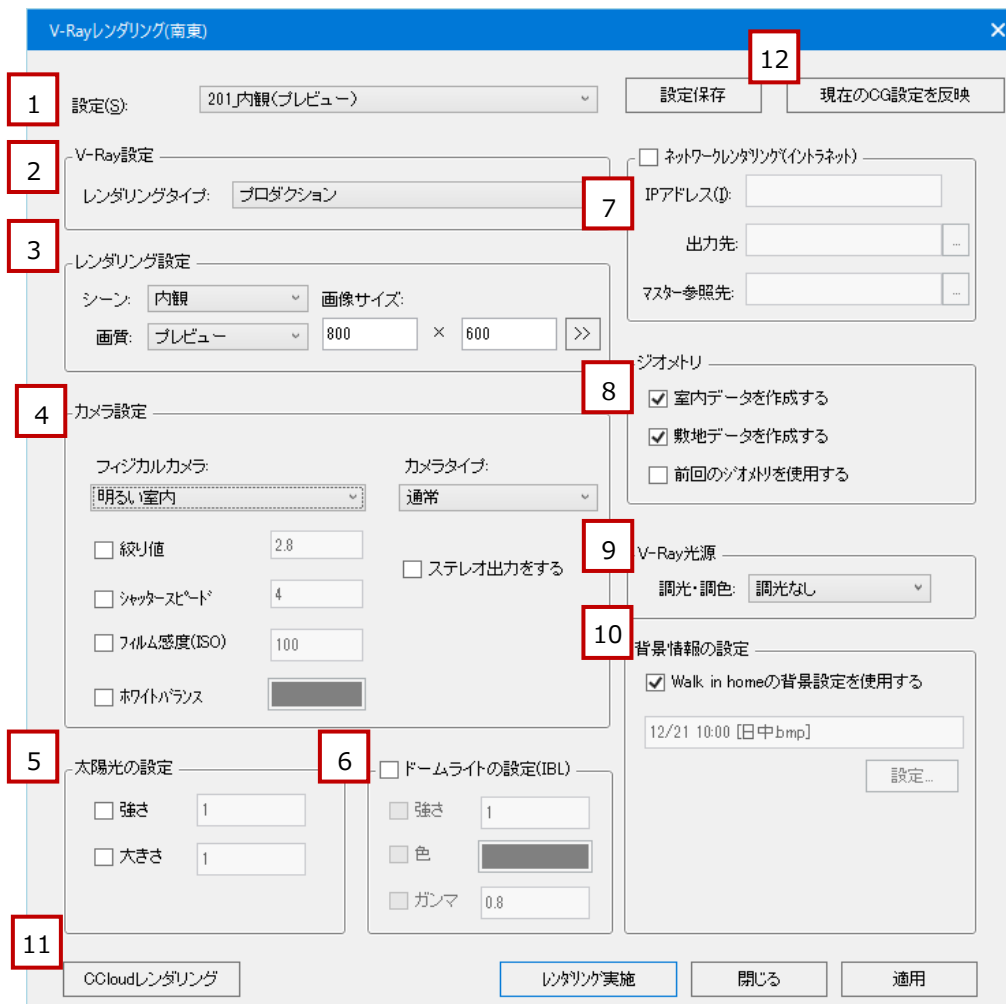 V-Rayレンダリング(南東)
12
1
設定(S):
201_内観(プレビュー)
設定保存
現在のCG設定を反映
2
V-Ray設定
レンダリングタイプ:
プロダクション
7
ネットワークレンダリング(イントラネット)
IPアドレス(I):
出力先:
...
マスター参照先:
...
3
レンダリング設定
シーン:
内観
画像サイズ:
画質:
プレビュー
800
×
600
>>
8
ジオメトリ
室内データを作成する
敷地データを作成する
前回のジオメトリを使用する
4
カメラ設定
フィジカルカメラ:
カメラタイプ:
明るい室内
通常
絞り値
2.8
ステレオ出力をする
シャッタースピード
4
フィルム感度(ISO)
100
ホワイトバランス
9
V-Ray光源
調光・調色:
調光なし
10
背景情報の設定
Walk in homeの背景設定を使用する
12/21 10:00 [日中.bmp]
設定...
5
太陽光の設定
強さ
1
大きさ
1
6
ドームライトの設定(IBL)
強さ
1
色
ガンマ
0.8
11
CCloudレンダリング
レンダリング実施
閉じる
適用